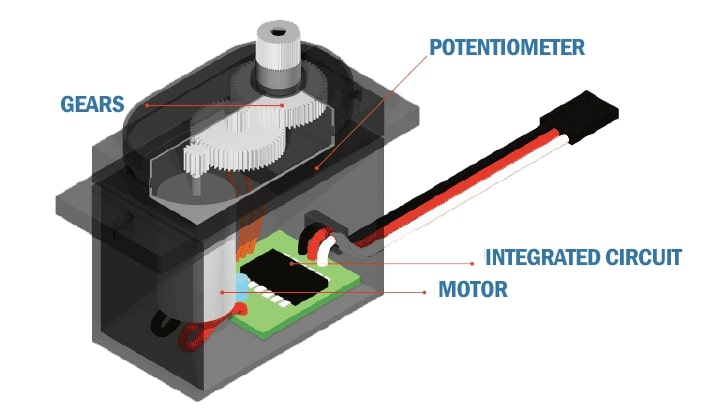 POTENTIOMETER
GEARS
INTEGRATED CIRCUIT
MOTOR